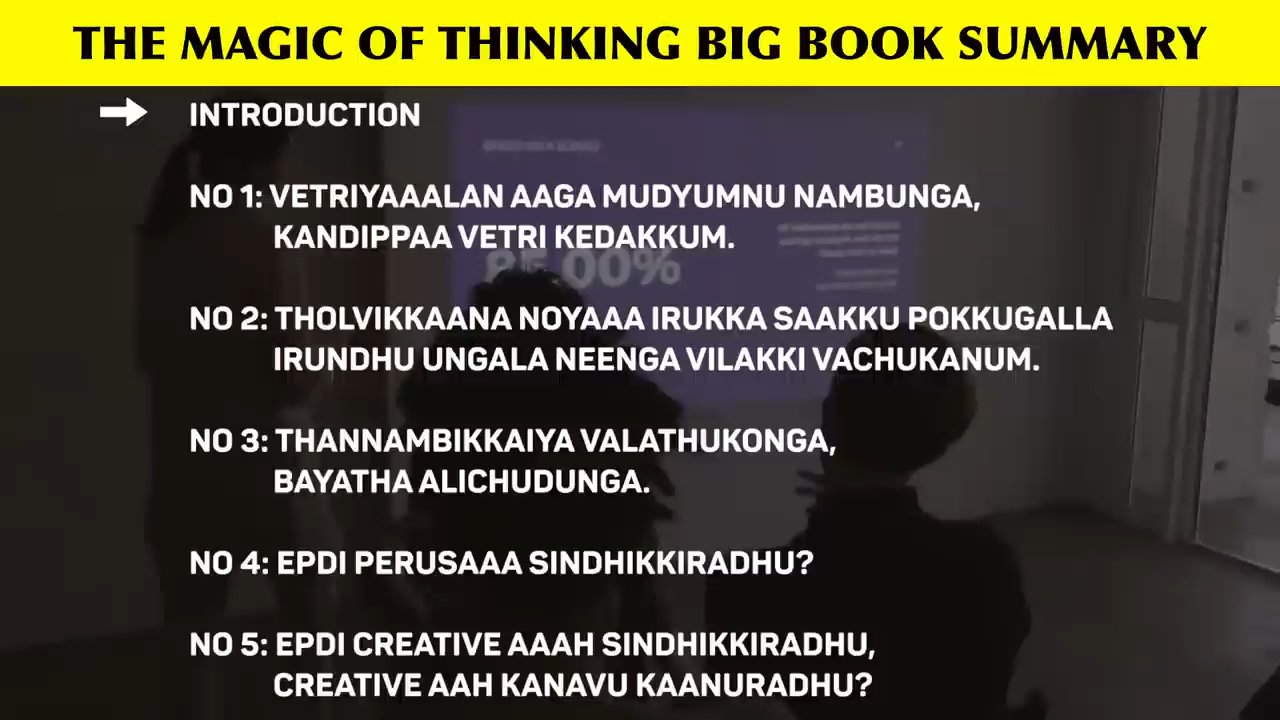 THE MAGIC OF THINKING BIG BOOK SUMMARY
INTRODUCTION
NO 1: VETRIYAAALAN AAGA MUDYUMNU NAMBUNGA,
KANDIPPAA VETRI KEDAKKUM.
00%
NO 2: THOLVIKKAANA NOYAAA IRUKKA SAAKKU POKKUGALLA
IRUNDHU UNGALA NEENGA VILAKKI VACHUKANUM.
NO 3: THANNAMBIKKAIYA VALATHUKONGA,
BAYATHA ALICHUDUNGA.
NO 4: EPDI PERUSAAA SINDHIKKIRADHU?
NO 5: EPDI CREATIVE AAAH SINDHIKKIRADHU,
CREATIVE AAH KANAVU KAANURADHU?